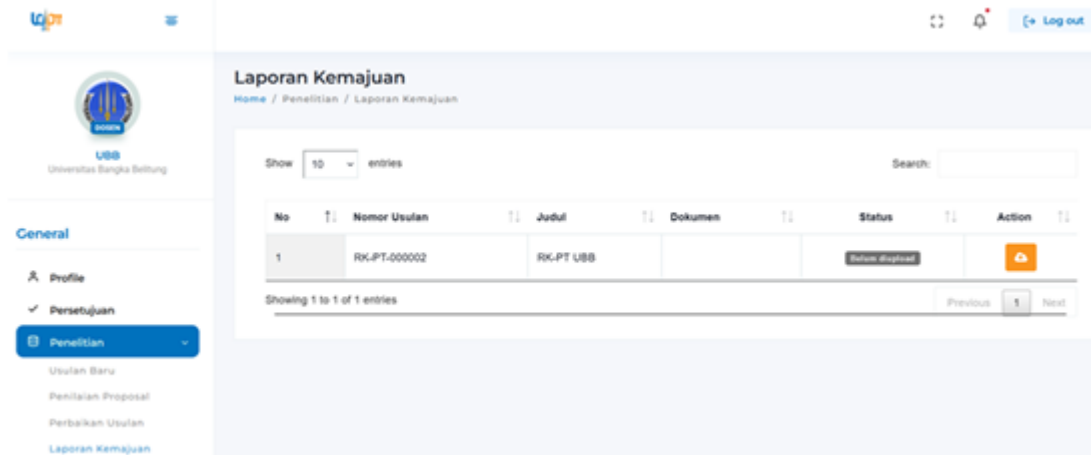 Log out
Laporan Kemajuan
Home / Penelitian / Laporan Kemajuan
DOSEN
UBB
Universitas Bangka Belitung
General
Profile
Persetujuan
Penelitian
Usulan Baru
Penilaian Proposal
Perbaikan Usulan
Laporan Kemajuan
Show 10 entries
Search:
No Nomor Usulan Judul Dokumen Status Action
1 RK-PT-000002 RK-PT UBB Belum diupload
Showing 1 to 1 of 1 entries
Previous 1 Next